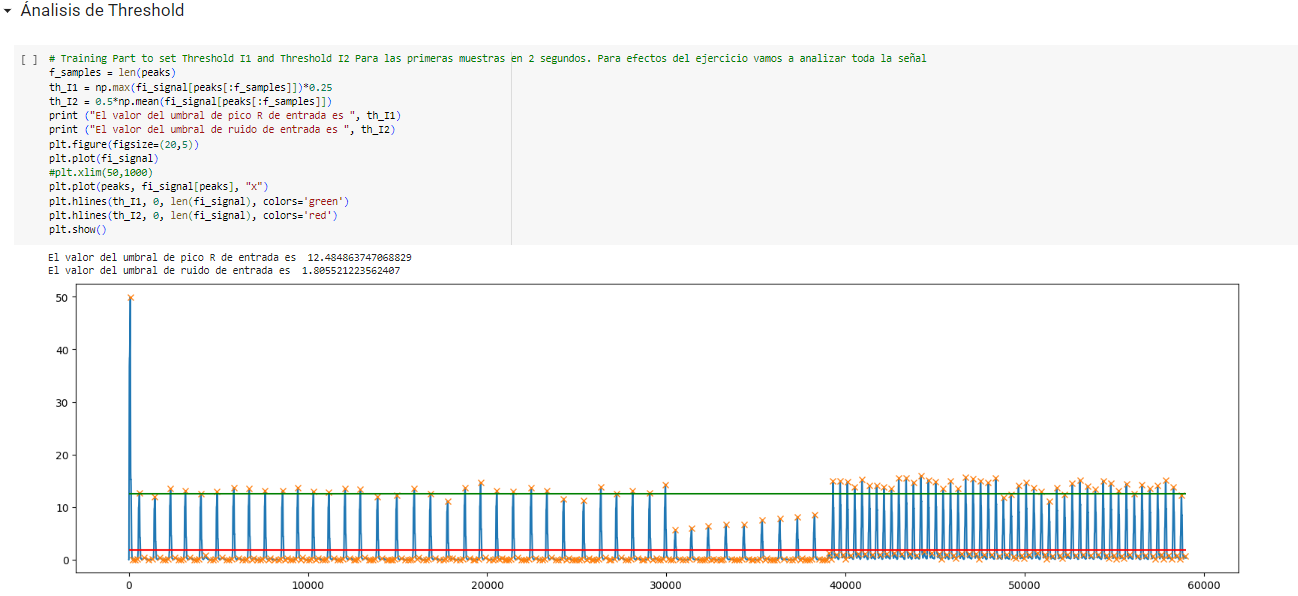 Ánalisis de Threshold
[ ] # Training Part to set Threshold I1 and Threshold I2 Para las primeras muestras en 2 segundos. Para efectos del ejercicio vamos a analizar toda la señal
f_samples = len(peaks)
th_I1 = np.max(fi_signal[peaks[:f_samples]])*0.25
th_I2 = 0.5*np.mean(fi_signal[peaks[:f_samples]])
print ("El valor del umbral de pico R de entrada es ", th_I1)
print ("El valor del umbral de ruido de entrada es ", th_I2)
plt.figure(figsize=(20,5))
plt.plot(fi_signal)
#plt.xlim(50,1000)
plt.plot(peaks, fi_signal[peaks], "x")
plt.hlines(th_I1, 0, len(fi_signal), colors='green')
plt.hlines(th_I2, 0, len(fi_signal), colors='red')
plt.show()
El valor del umbral de pico R de entrada es  12.484863747068829
El valor del umbral de ruido de entrada es  1.805521223562407
50
40
30
20
10
0
0 10000 20000 30000 40000 50000 60000